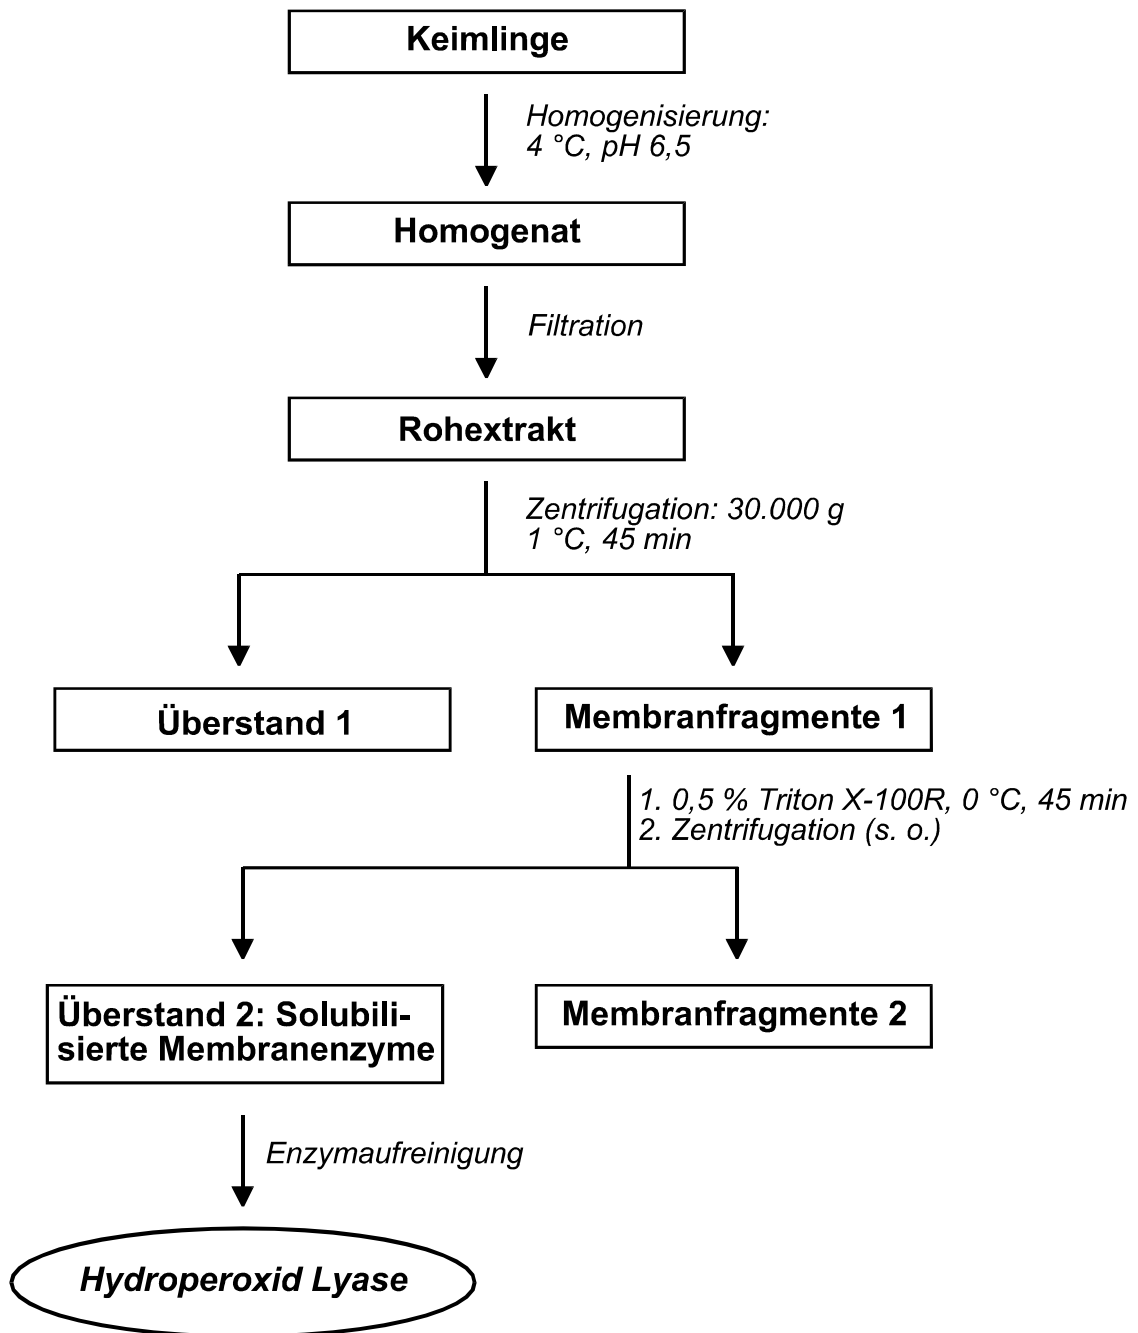 Keimlinge
Homogenisierung:
4 °C, pH 6,5
Homogenat
Filtration
Rohextrakt
Zentrifugation: 30.000 g
1 °C, 45 min
Überstand 1
Membranfragmente 1
1. 0,5 % Triton X-100R, 0 °C, 45 min
2. Zentrifugation (s. o.)
Überstand 2: Solubili-
sierte Membranenzyme
Membranfragmente 2
Enzymaufreinigung
Hydroperoxid Lyase